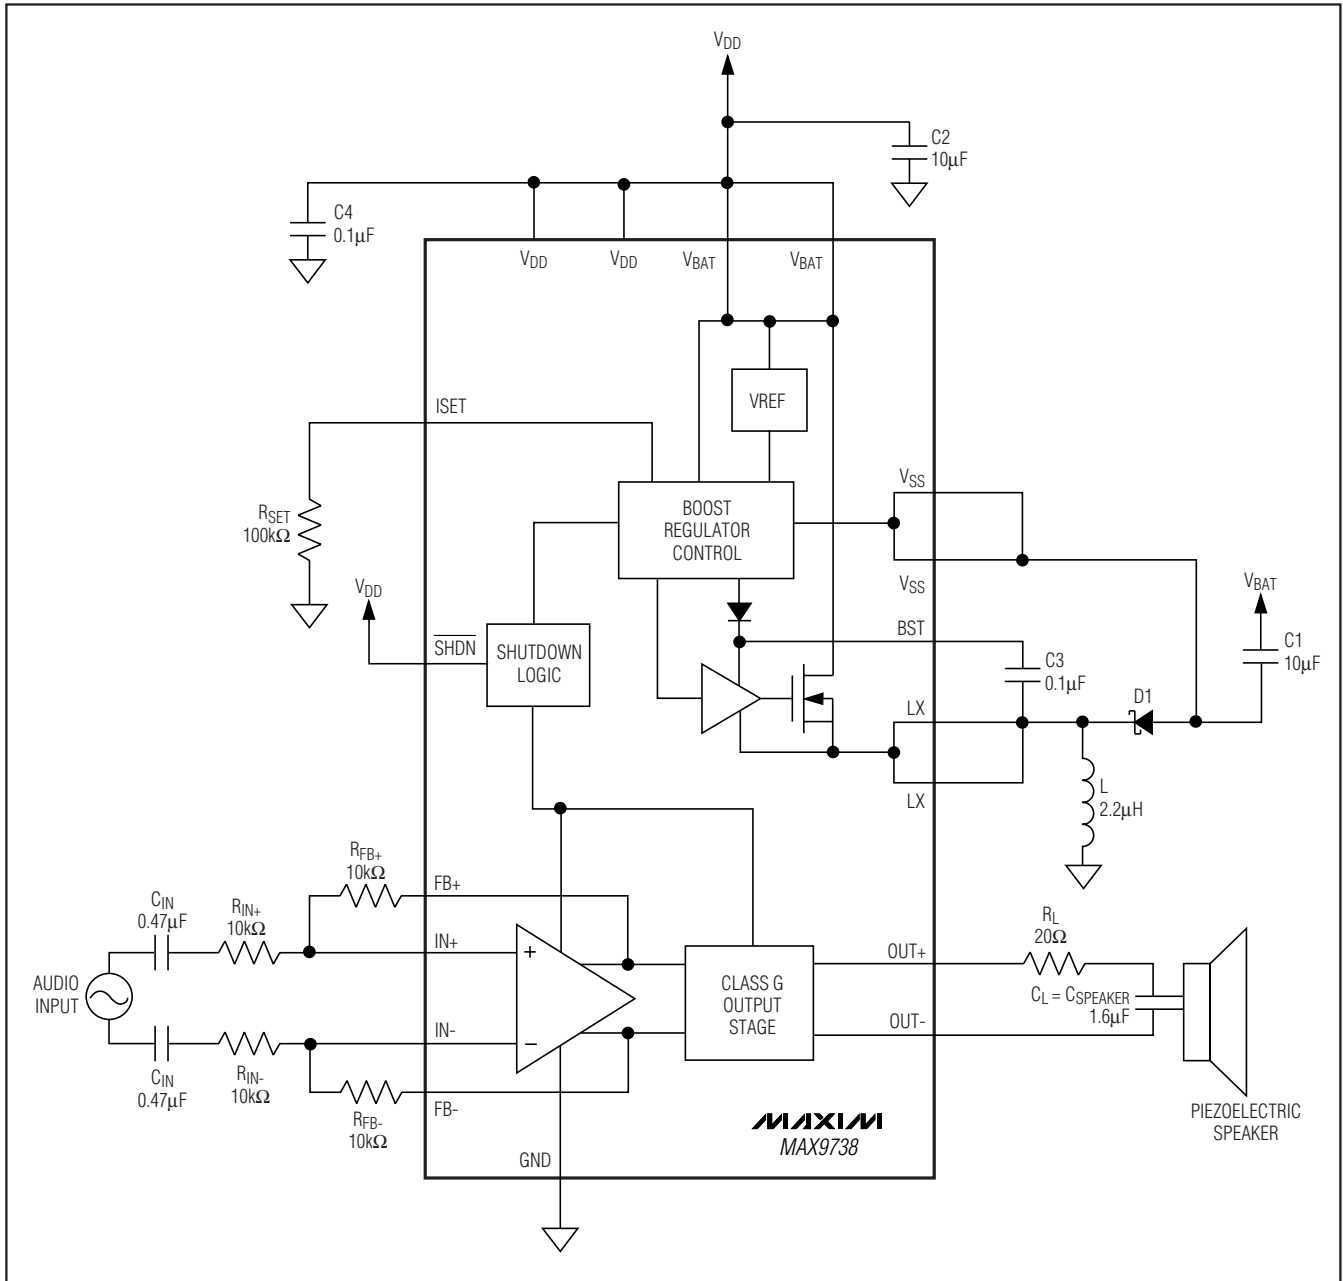 VDD
C2
10µF
C4
0.1µF
VDD
VDD
VBAT
VBAT
VREF
ISET
RSET
100kΩ
BOOST
REGULATOR
CONTROL
VSS
VSS
VDD
SHDN
SHUTDOWN
LOGIC
BST
VBAT
C1
10µF
C3
0.1µF
D1
LX
LX
L
2.2µH
RFB+
10kΩ
FB+
CIN
0.47µF
RIN+
10kΩ
IN+
AUDIO
INPUT
+
CLASS G
OUTPUT
STAGE
OUT+
RL
20Ω
CL = CSPEAKER
1.6µF
IN-
−
OUT-
CIN
0.47µF
RIN-
10kΩ
RFB-
10kΩ
FB-
PIEZOELECTRIC
SPEAKER
MAXIM
MAX9738
GND